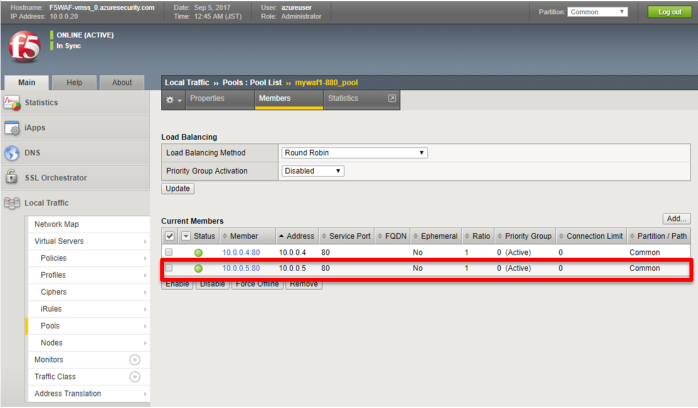 Hostname: F5WAF-vmss_0.azuresecurity.com Date: Sep 5, 2017 User: azureuser
IP Address: 10.0.0.20 Time: 12:45 AM (JST) Role: Administrator
Partition: Common Log out
f5
ONLINE (ACTIVE)
In Sync
Main Help About
Local Traffic ›› Pools : Pool List ›› mywaf1-880_pool
Properties Members Statistics
Statistics
iApps
DNS
SSL Orchestrator
Local Traffic
Network Map
Virtual Servers
Policies
Profiles
Ciphers
iRules
Pools
Nodes
Monitors
Traffic Class
Address Translation
Load Balancing
Load Balancing Method Round Robin
Priority Group Activation Disabled
Update
Current Members Add...
Status Member Address Service Port FQDN Ephemeral Ratio Priority Group Connection Limit Partition / Path
10.0.0.4:80 10.0.0.4 80 No 1 0 (Active) 0 Common
10.0.0.5:80 10.0.0.5 80 No 1 0 (Active) 0 Common
Enable Disable Force Offline Remove